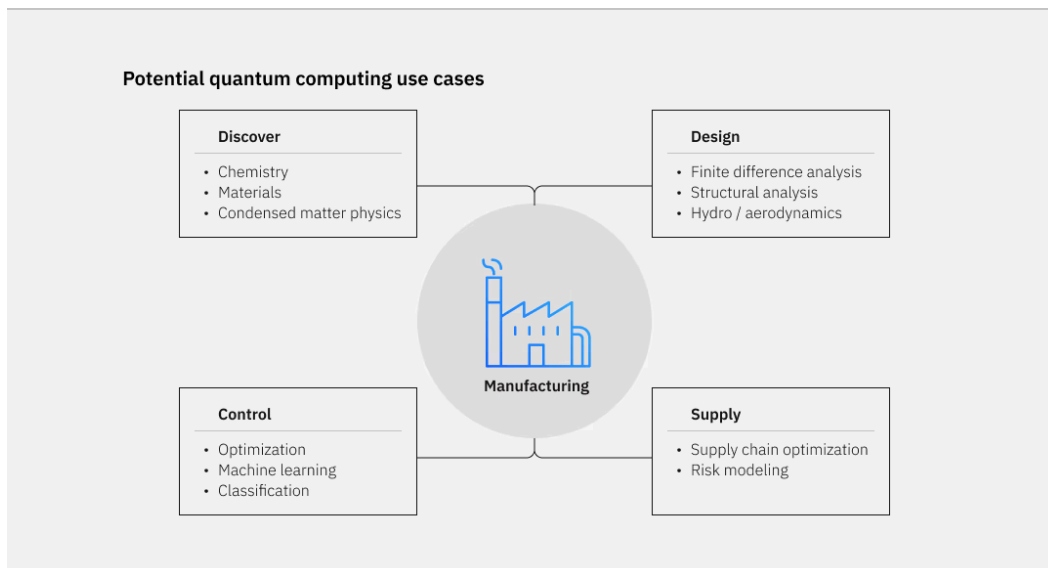 Potential quantum computing use cases
Discover
• Chemistry
• Materials
• Condensed matter physics
Design
• Finite difference analysis
• Structural analysis
• Hydro / aerodynamics
Manufacturing
Control
• Optimization
• Machine learning
• Classification
Supply
• Supply chain optimization
• Risk modeling